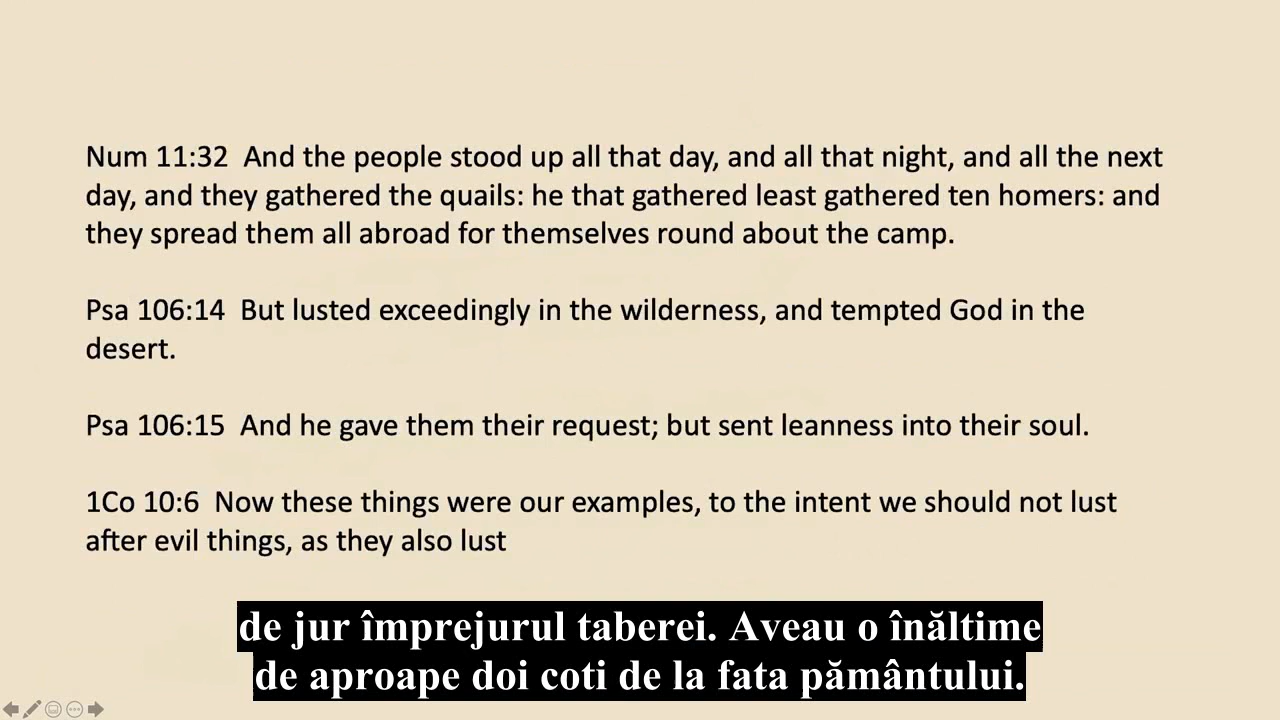 Num 11:32  And the people stood up all that day, and all that night, and all the next
day, and they gathered the quails: he that gathered least gathered ten homers: and
they spread them all abroad for themselves round about the camp.
Psa 106:14  But lusted exceedingly in the wilderness, and tempted God in the
desert.
Psa 106:15  And he gave them their request; but sent leanness into their soul.
1Co 10:6  Now these things were our examples, to the intent we should not lust
after evil things, as they also lust
de jur împrejurul taberei. Aveau o înăltime
de aproape doi coti de la fata pământului.